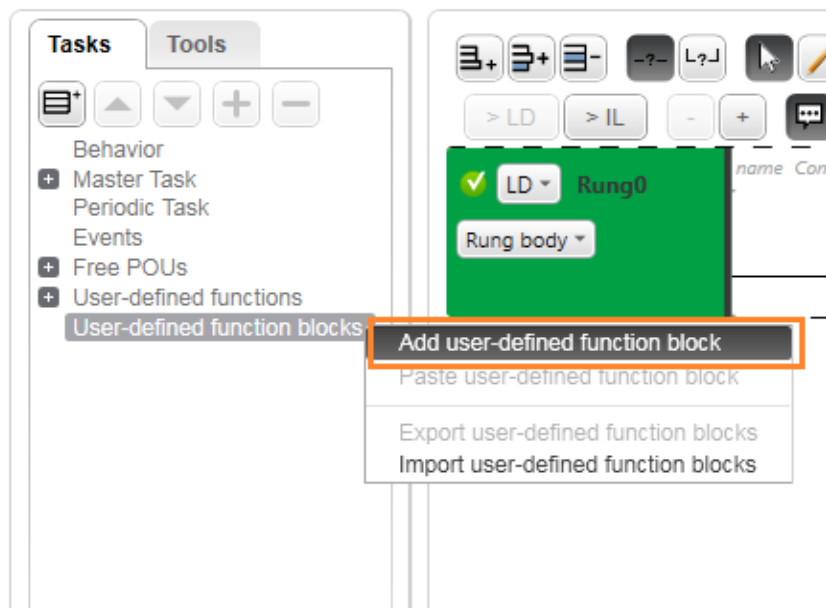 Tasks
Tools
Behavior
Master Task
Periodic Task
Events
Free POUs
User-defined functions
User-defined function blocks
-?-
?
> LD
> IL
-
+
name Con
LD
Rung0
Rung body
Add user-defined function block
Paste user-defined function block
Export user-defined function blocks
Import user-defined function blocks